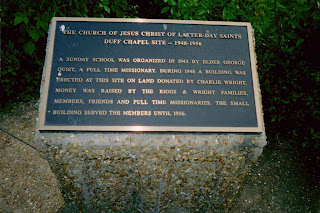 THE CHURCH OF JESUS CHRIST OF LATTER-DAY SAINTS
DUFF CHAPEL SITE – 1948-1956
A SUNDAY SCHOOL WAS ORGANIZED IN 1943 BY ELDER GEORGE
QUIST, A FULL TIME MISSIONARY. DURING 1948 A BUILDING WAS
ERECTED AT THIS SITE ON LAND DONATED BY CHARLIE WRIGHT.
MONEY WAS RAISED BY THE RIGGS & WRIGHT FAMILIES,
MEMBERS, FRIENDS AND FULL TIME MISSIONARIES. THE SMALL
BUILDING SERVED THE MEMBERS UNTIL 1956.